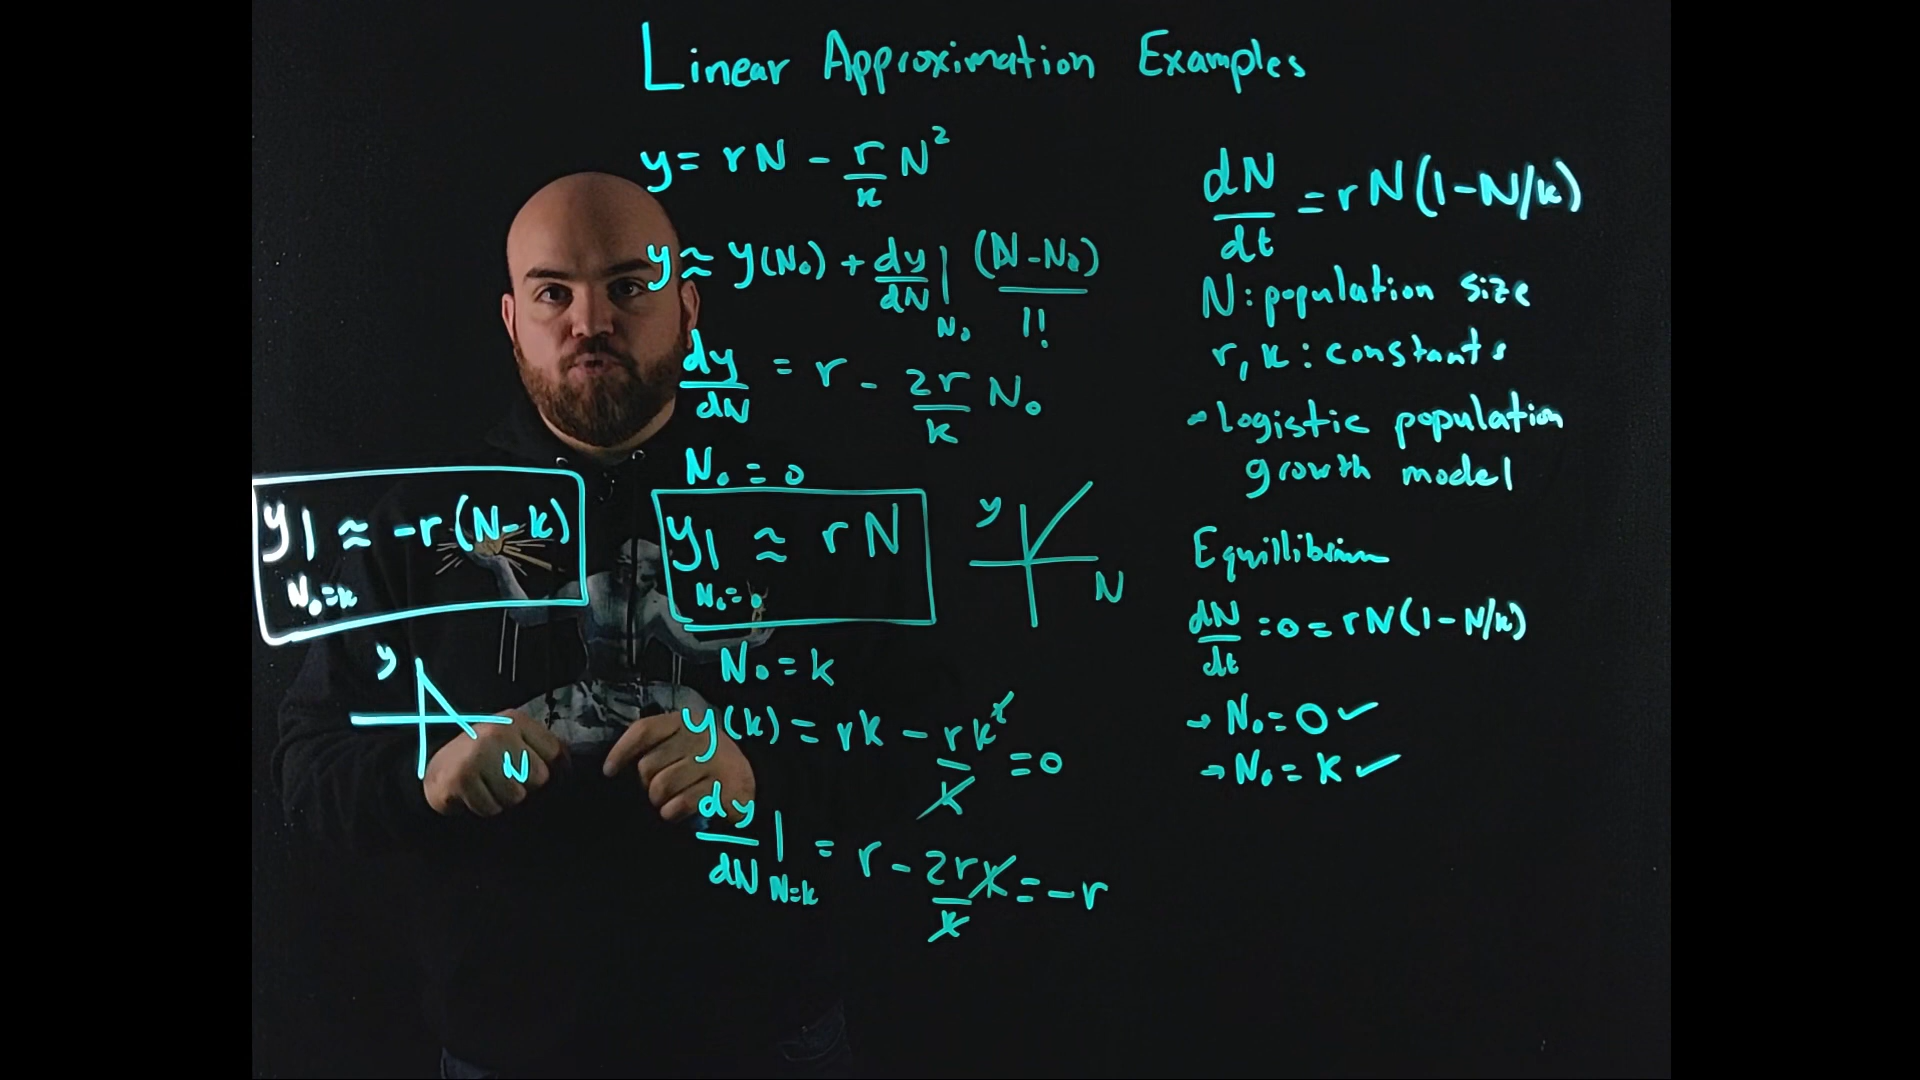 Linear Approximation Examples
y = rN - r/k N²
y ≈ y(N₀) + dy/dN |N₀ (N-N₀)/1!
dy/dN = r - 2r/k N₀
N₀ = 0
y|N₀=0 ≈ rN
y
N
N₀ = k
y(k) = rk - rk²/k = 0
dy/dN |N=k = r - 2rk/k = -r
y|N₀=k ≈ -r(N-k)
y
N
dN/dt = rN(1-N/k)
N: population size
r, k: constants
→ Logistic population
growth model
Equillibrium
dN/dt = 0 = rN(1-N/k)
→ N₀ = 0 ✓
→ N₀ = K ✓